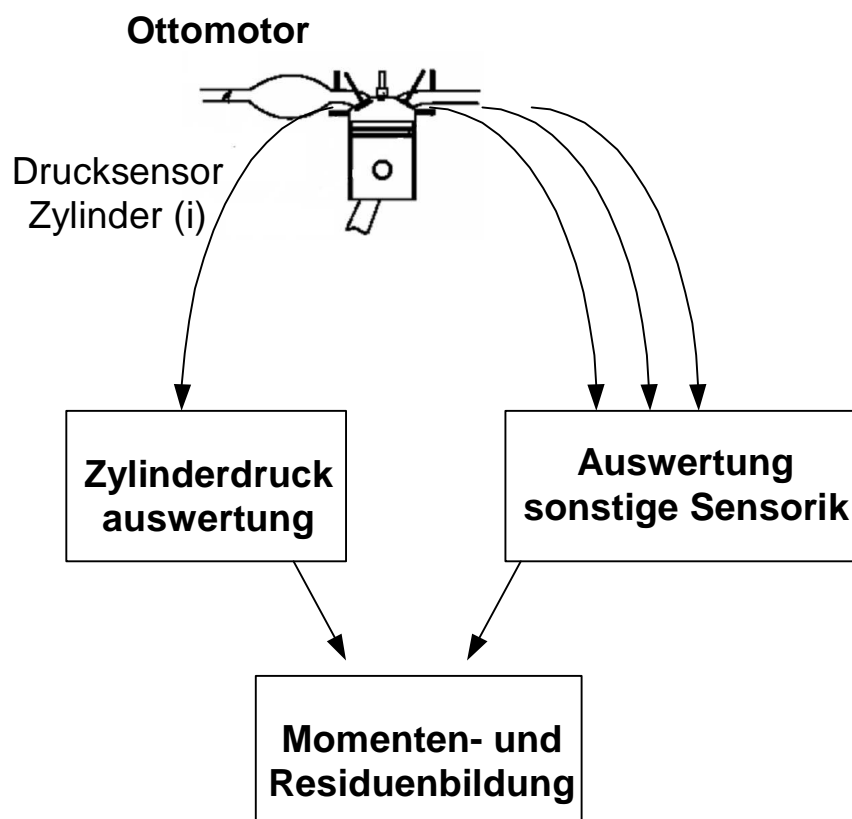 Ottomotor
Drucksensor
Zylinder (i)
Zylinderdruck
auswertung
Auswertung
sonstige Sensorik
Momenten- und
Residuenbildung